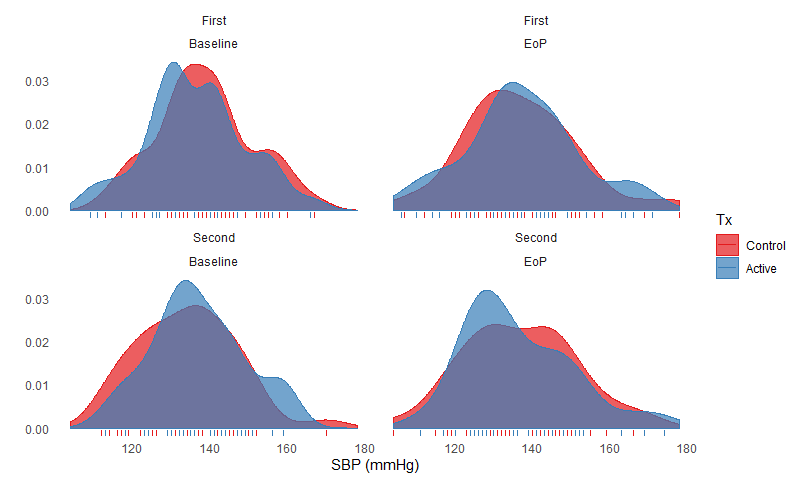 First
First
Baseline
EoP
0.03
0.02
0.01
0.00
Second
Second
Baseline
EoP
0.03
0.02
0.01
0.00
120
140
160
180
120
140
160
180
SBP (mmHg)
Tx
Control
Active